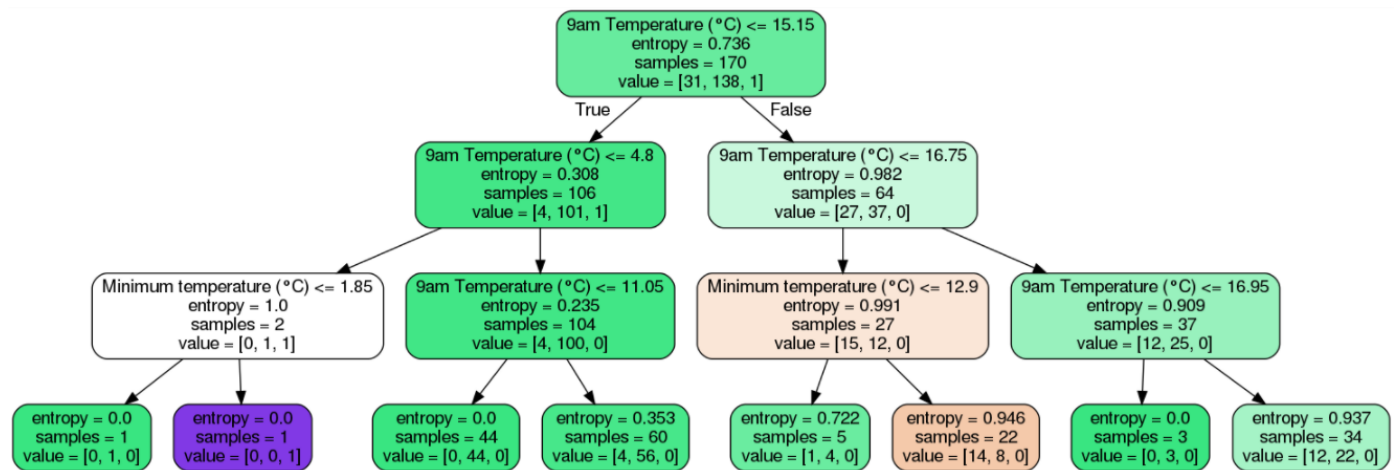 9am Temperature (°C) <= 15.15
entropy = 0.736
samples = 170
value = [31, 138, 1]
True
False
9am Temperature (°C) <= 4.8
entropy = 0.308
samples = 106
value = [4, 101, 1]
9am Temperature (°C) <= 16.75
entropy = 0.982
samples = 64
value = [27, 37, 0]
Minimum temperature (°C) <= 1.85
entropy = 1.0
samples = 2
value = [0, 1, 1]
9am Temperature (°C) <= 11.05
entropy = 0.235
samples = 104
value = [4, 100, 0]
Minimum temperature (°C) <= 12.9
entropy = 0.991
samples = 27
value = [15, 12, 0]
9am Temperature (°C) <= 16.95
entropy = 0.909
samples = 37
value = [12, 25, 0]
entropy = 0.0
samples = 1
value = [0, 1, 0]
entropy = 0.0
samples = 1
value = [0, 0, 1]
entropy = 0.0
samples = 44
value = [0, 44, 0]
entropy = 0.353
samples = 60
value = [4, 56, 0]
entropy = 0.722
samples = 5
value = [1, 4, 0]
entropy = 0.946
samples = 22
value = [14, 8, 0]
entropy = 0.0
samples = 3
value = [0, 3, 0]
entropy = 0.937
samples = 34
value = [12, 22, 0]